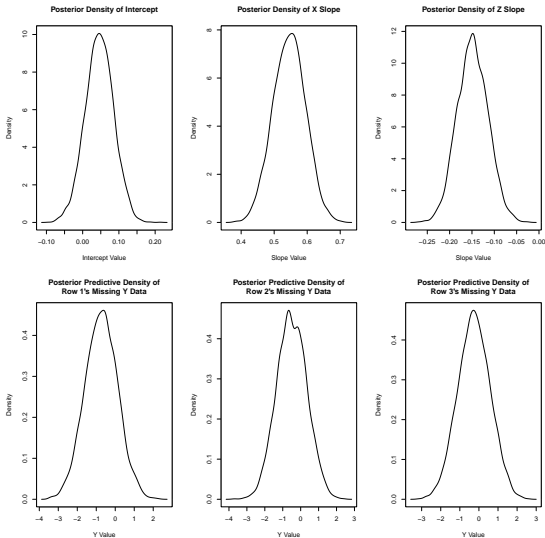 Posterior Density of Intercept
Density
0 2 4 6 8 10
−0.10 0.00 0.10 0.20
Intercept Value
Posterior Density of X Slope
Density
0 2 4 6 8
0.4 0.5 0.6 0.7
Slope Value
Posterior Density of Z Slope
Density
0 2 4 6 8 10 12
−0.25 −0.20 −0.15 −0.10 −0.05 0.00
Slope Value
Posterior Predictive Density of
Row 1's Missing Y Data
Density
0.0 0.1 0.2 0.3 0.4
−4 −3 −2 −1 0 1 2
Y Value
Posterior Predictive Density of
Row 2's Missing Y Data
Density
0.0 0.1 0.2 0.3 0.4
−4 −3 −2 −1 0 1 2 3
Y Value
Posterior Predictive Density of
Row 3's Missing Y Data
Density
0.0 0.1 0.2 0.3 0.4
−3 −2 −1 0 1 2 3
Y Value